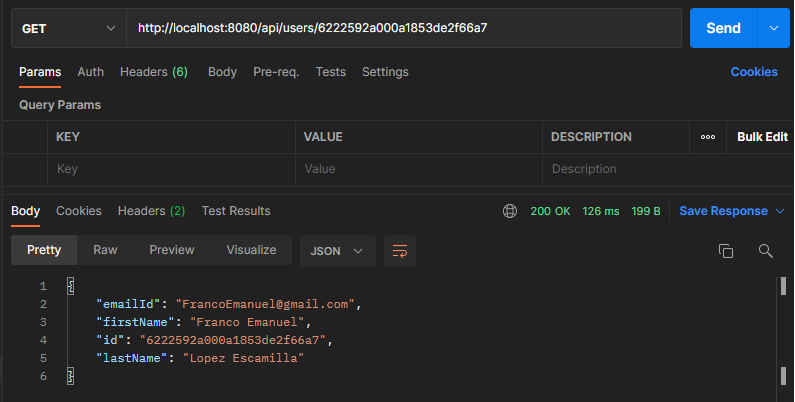 GET http://localhost:8080/api/users/6222592a000a1853de2f66a7 Send
Params Auth Headers (6) Body Pre-req. Tests Settings Cookies
Query Params
KEY VALUE DESCRIPTION ooo Bulk Edit
Key Value Description
Body Cookies Headers (2) Test Results 200 OK 126 ms 199 B Save Response
Pretty Raw Preview Visualize JSON
1 {
2 "emailId": "FrancoEmanuel@gmail.com",
3 "firstName": "Franco Emanuel",
4 "id": "6222592a000a1853de2f66a7",
5 "lastName": "Lopez Escamilla"
6 }